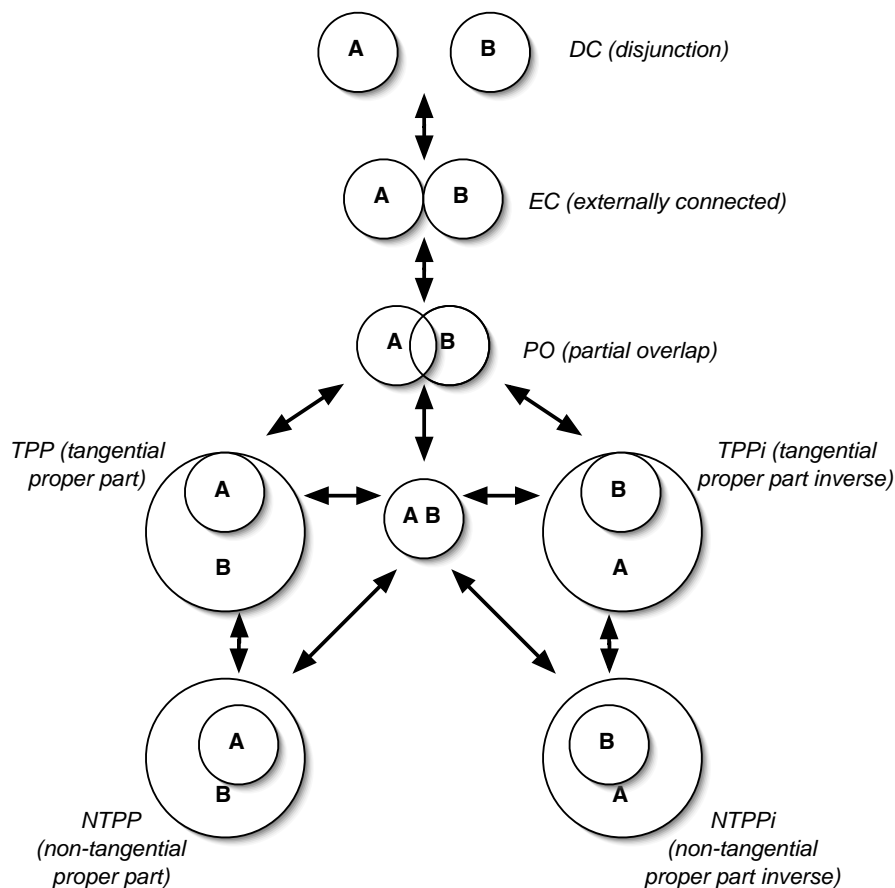 A
B
DC (disjunction)
A
B
EC (externally connected)
A
B
PO (partial overlap)
TPP (tangential
proper part)
A
B
A B
TPPi (tangential
proper part inverse)
B
A
A
B
NTPP
(non-tangential
proper part)
B
A
NTPPi
(non-tangential
proper part inverse)